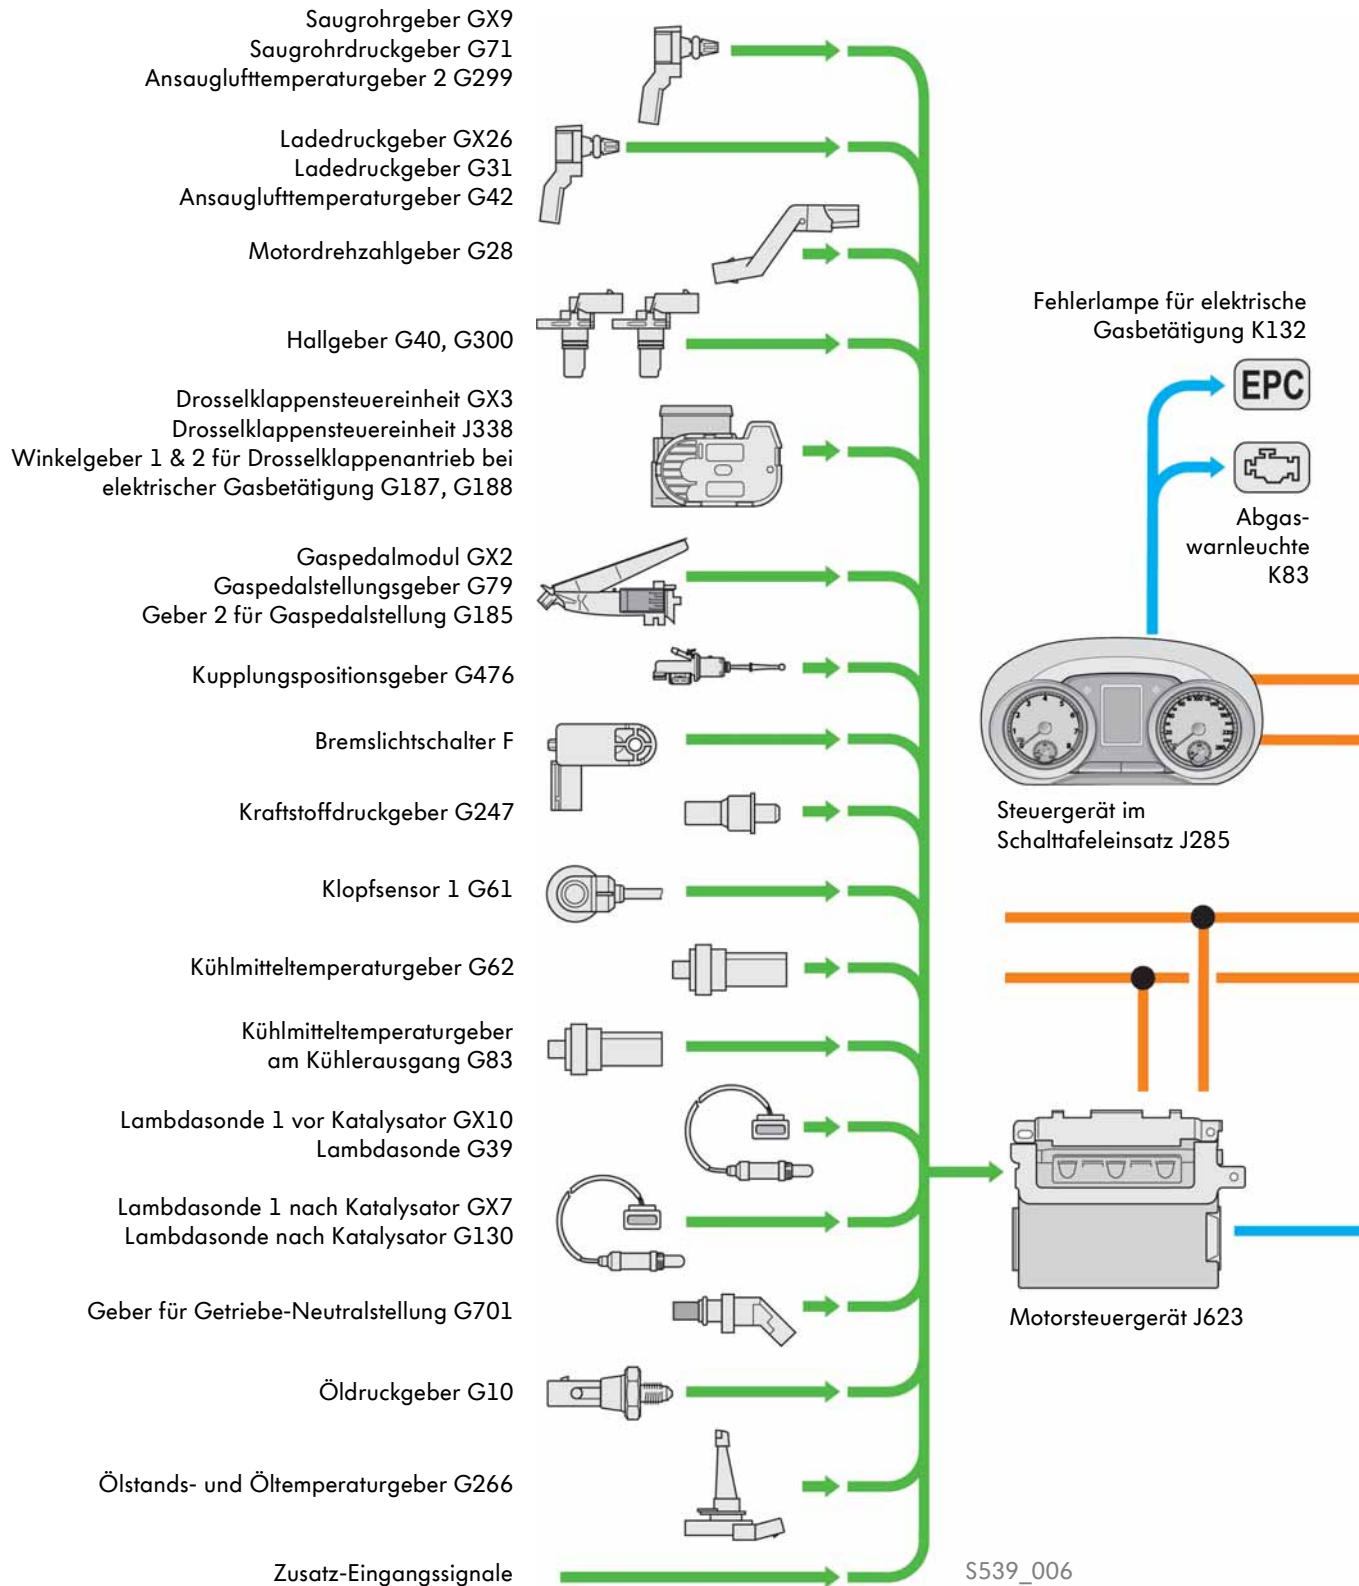 Saugrohrgeber GX9
Saugrohrdruckgeber G71
Ansauglufttemperaturgeber 2 G299
Ladedruckgeber GX26
Ladedruckgeber G31
Ansauglufttemperaturgeber G42
Motordrehzahlgeber G28
Hallgeber G40, G300
Drosselklappensteuereinheit GX3
Drosselklappensteuereinheit J338
Winkelgeber 1 & 2 für Drosselklappenantrieb bei
elektrischer Gasbetätigung G187, G188
Gaspedalmodul GX2
Gaspedalstellungsgeber G79
Geber 2 für Gaspedalstellung G185
Kupplungspositionsgeber G476
Bremslichtschalter F
Kraftstoffdruckgeber G247
Klopfsensor 1 G61
Kühlmitteltemperaturgeber G62
Kühlmitteltemperaturgeber
am Kühlerausgang G83
Lambdasonde 1 vor Katalysator GX10
Lambdasonde G39
Lambdasonde 1 nach Katalysator GX7
Lambdasonde nach Katalysator G130
Geber für Getriebe-Neutralstellung G701
Öldruckgeber G10
Ölstands- und Öltemperaturgeber G266
Zusatz-Eingangssignale
Fehlerlampe für elektrische
Gasbetätigung K132
EPC
Abgas-
warnleuchte
K83
Steuergerät im
Schalttafeleinsatz J285
Motorsteuergerät J623
S539_006